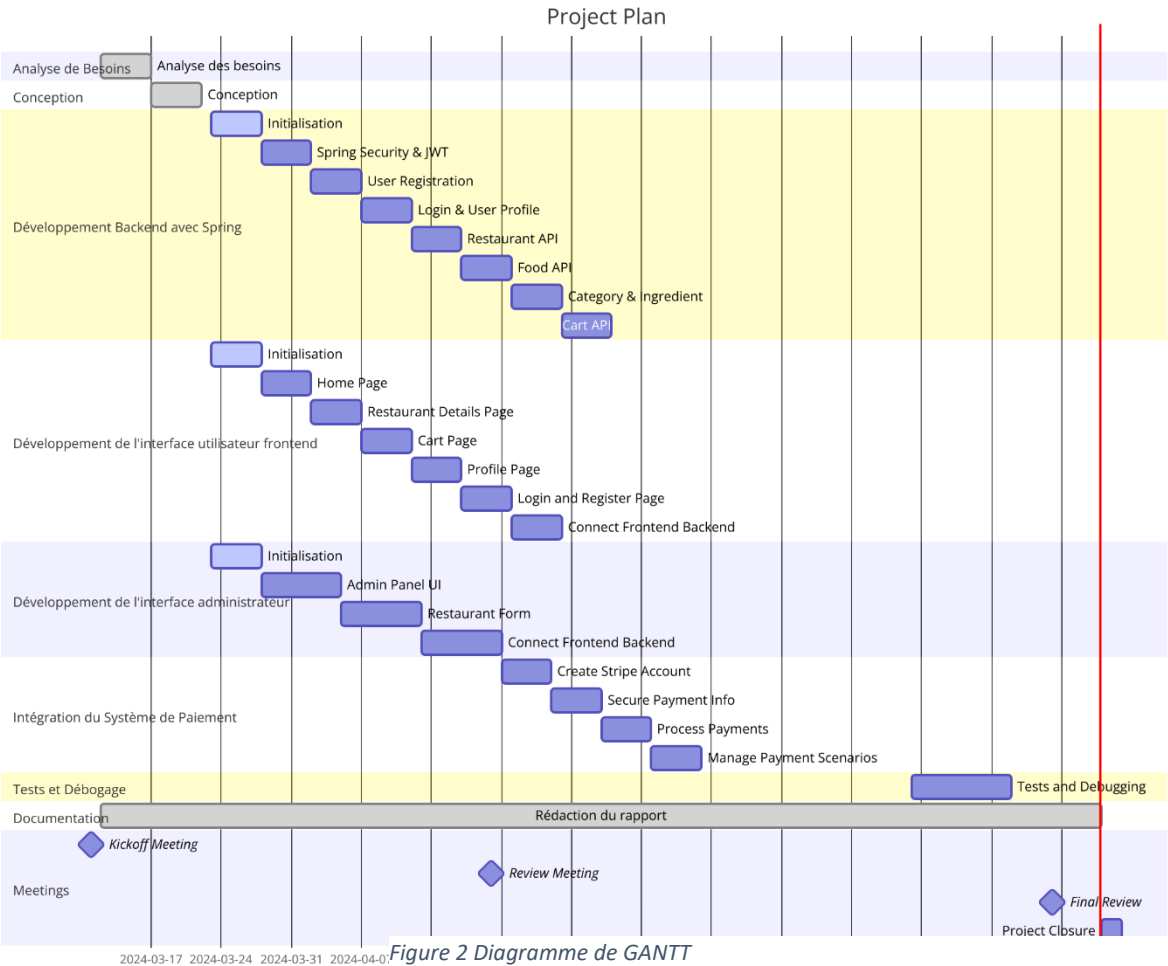 Project Plan
Analyse de Besoins
Analyse des besoins
Conception
Conception
Initialisation
Spring Security & JWT
User Registration
Login & User Profile
Développement Backend avec Spring
Restaurant API
Food API
Category & Ingredient
Cart API
Initialisation
Home Page
Restaurant Details Page
Développement de l'interface utilisateur frontend
Cart Page
Profile Page
Login and Register Page
Connect Frontend Backend
Initialisation
Admin Panel UI
Développement de l'interface administrateur
Restaurant Form
Connect Frontend Backend
Create Stripe Account
Secure Payment Info
Intégration du Système de Paiement
Process Payments
Manage Payment Scenarios
Tests et Débogage
Tests and Debugging
Documentation
Rédaction du rapport
Kickoff Meeting
Review Meeting
Meetings
Final Review
Project Closure
2024-03-17 2024-03-24 2024-03-31 2024-04-07
Figure 2 Diagramme de GANTT